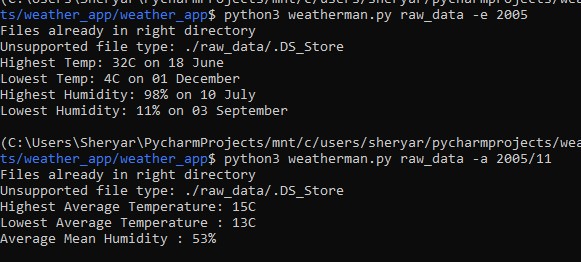 (C:\Users\Sheryar\PycharmProjects/mnt/c/users/sheryar/pycharmprojects/wea
ts/weather_app/weather_app$ python3 weatherman.py raw_data -e 2005
Files already in right directory
Unsupported file type: ./raw_data/.DS_Store
Highest Temp: 32C on 18 June
Lowest Temp: 4C on 01 December
Highest Humidity: 98% on 10 July
Lowest Humidity: 11% on 03 September
(C:\Users\Sheryar\PycharmProjects/mnt/c/users/sheryar/pycharmprojects/wea
ts/weather_app/weather_app$ python3 weatherman.py raw_data -a 2005/11
Files already in right directory
Unsupported file type: ./raw_data/.DS_Store
Highest Average Temperature: 15C
Lowest Average Temperature : 13C
Average Mean Humidity : 53%